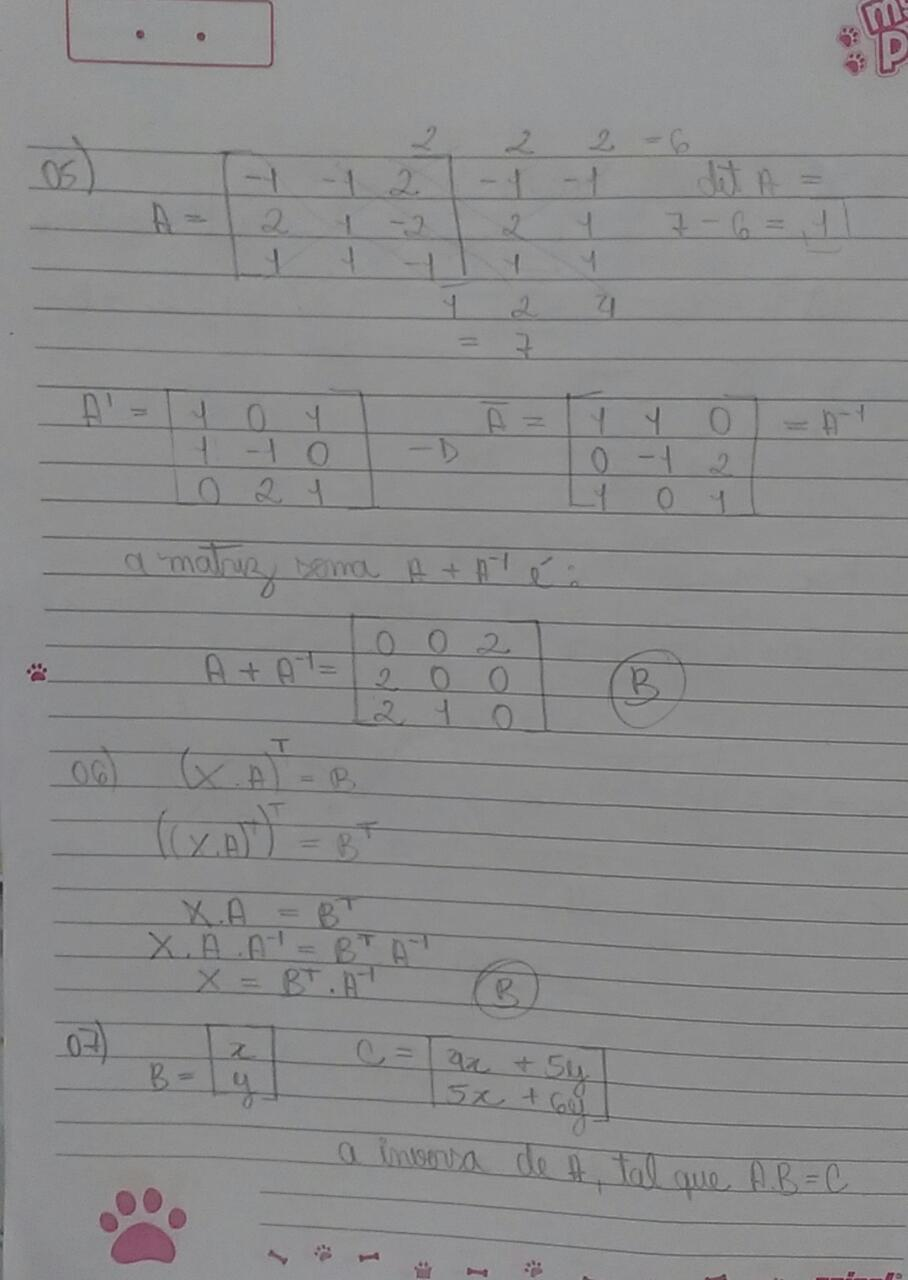 2 2 2 = 6
05) -1 -1 2 -1 -1 det A =
A = 2 1 -2 2 1 7 - 6 = 1
1 1 -1 1 1
1 2 4
= 7
A' = 1 0 1 Ā = 1 1 0 = A⁻¹
1 -1 0 0 -1 2
0 2 1 1 0 1
a matriz soma A + A⁻¹ é:
0 0 2
A + A⁻¹ = 2 0 0 B
2 1 0
06) (X.A)ᵀ = B
((X.A)ᵀ)ᵀ = Bᵀ
X.A = Bᵀ
X.A.A⁻¹ = Bᵀ A⁻¹
X = Bᵀ.A⁻¹ B
07) x C = 4x + 5y
B = y 5x + 6y
a inversa de A, tal que A.B = C